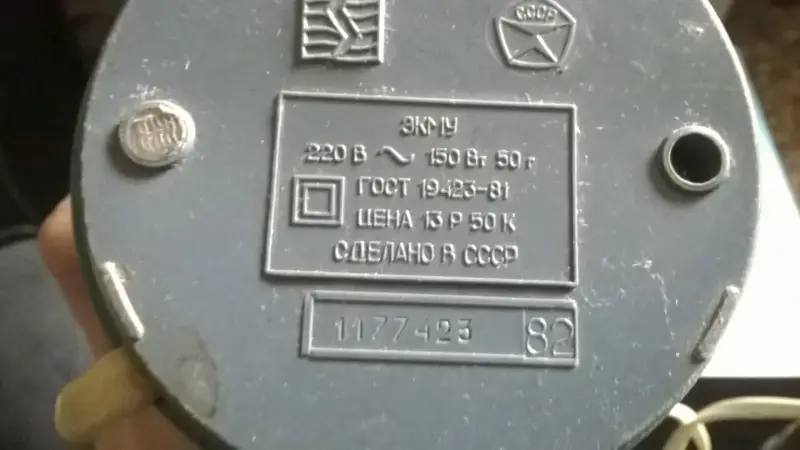 СССР
ЭКМУ
220 В ~ 150 Вт 50 г
ГОСТ 19423-81
ЦЕНА 13 Р 50 К
СДЕЛАНО В СССР
1177423 82